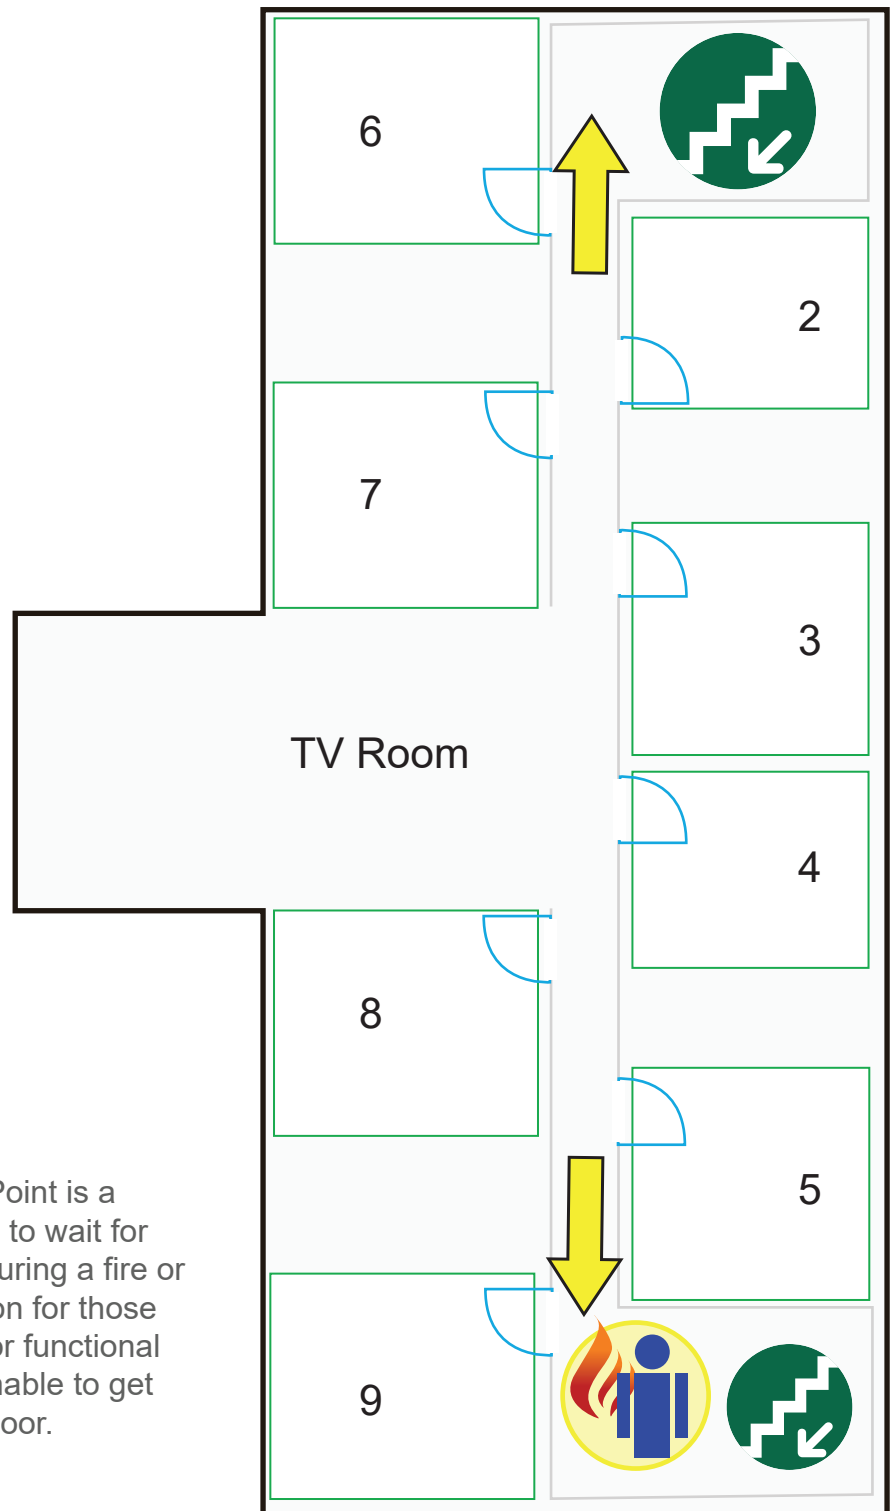 6
2
7
3
TV Room
4
8
Point is a
to wait for
uring a fire or
on for those
or functional
nable to get
oor.
5
9